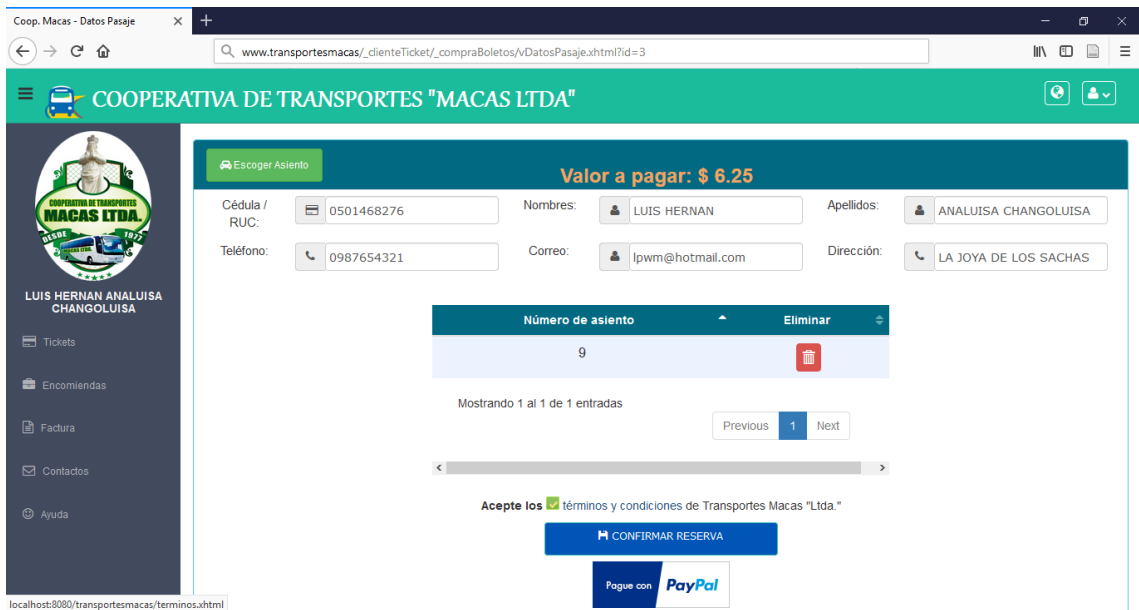 Coop. Macas - Datos Pasaje
www.transportesmacas/_clienteTicket/_compraBoletos/vDatosPasaje.xhtml?id=3
COOPERATIVA DE TRANSPORTES "MACAS LTDA"
COOPERATIVA DE TRANSPORTES
MACAS LTDA.
DESDE 1977
LUIS HERNAN ANALUISA
CHANGOLUISA
Tickets
Encomiendas
Factura
Contactos
Ayuda
Escoger Asiento
Valor a pagar: $ 6.25
Cédula / RUC: 0501468276 Nombres: LUIS HERNAN Apellidos: ANALUISA CHANGOLUISA
Teléfono: 0987654321 Correo: lpwm@hotmail.com Dirección: LA JOYA DE LOS SACHAS
Número de asiento Eliminar
9
Mostrando 1 al 1 de 1 entradas
Previous 1 Next
Acepte los términos y condiciones de Transportes Macas "Ltda."
CONFIRMAR RESERVA
Pague con PayPal
localhost:8080/transportesmacas/terminos.xhtml